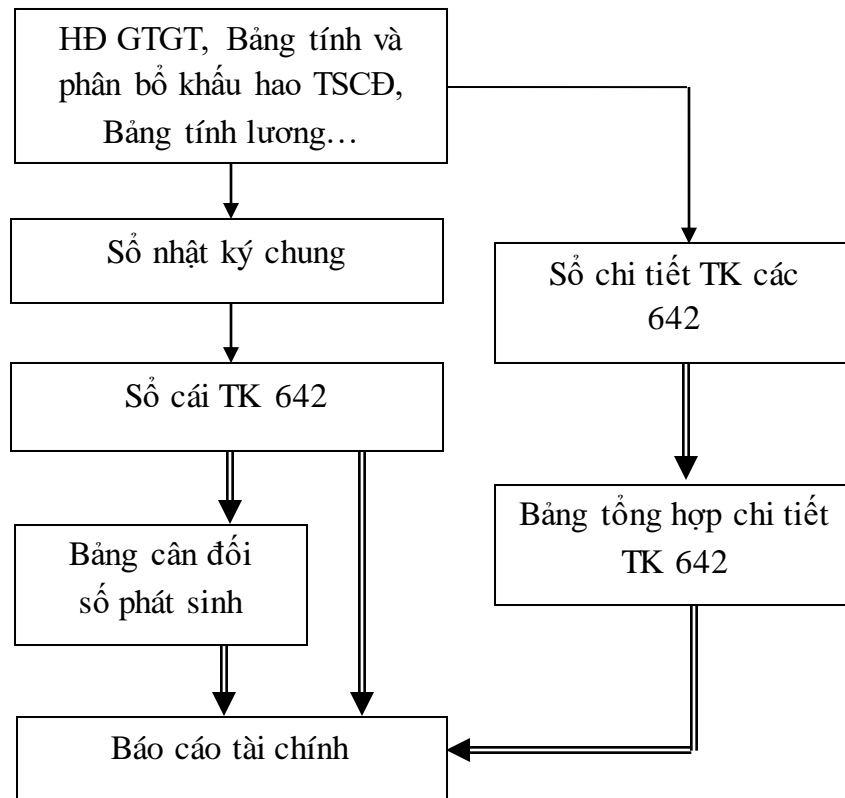 HĐ GTGT, Bảng tính và
phân bổ khấu hao TSCĐ,
Bảng tính lương…
Sổ nhật ký chung
Sổ chi tiết TK các
642
Sổ cái TK 642
Bảng tổng hợp chi tiết
TK 642
Bảng cân đối
số phát sinh
Báo cáo tài chính